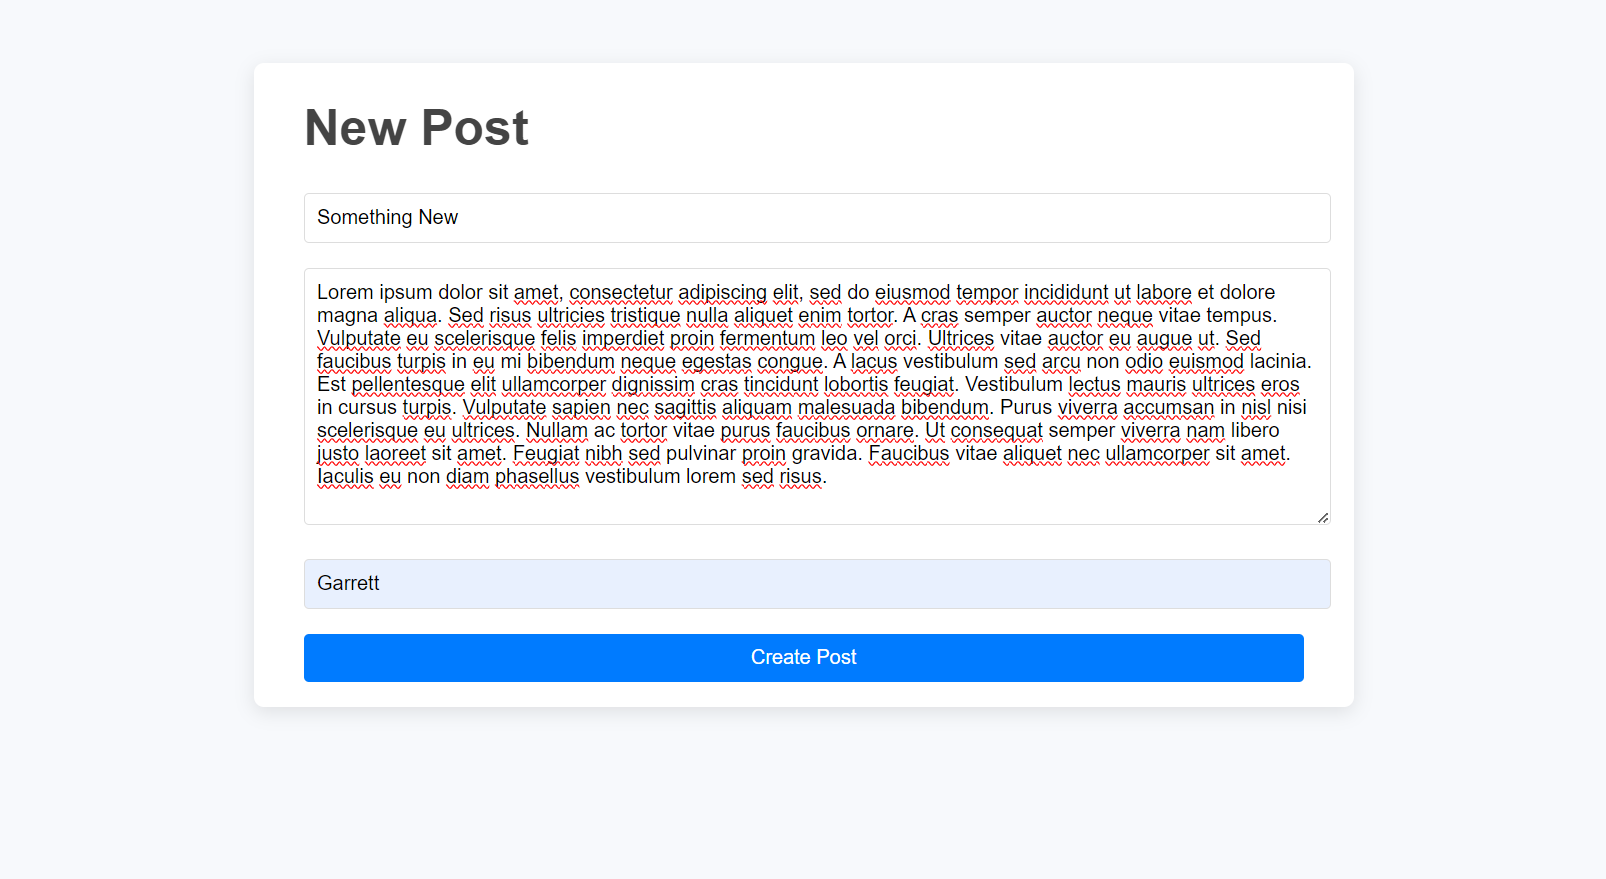 New Post
Something New
Lorem ipsum dolor sit amet, consectetur adipiscing elit, sed do eiusmod tempor incididunt ut labore et dolore
magna aliqua. Sed risus ultricies tristique nulla aliquet enim tortor. A cras semper auctor neque vitae tempus.
Vulputate eu scelerisque felis imperdiet proin fermentum leo vel orci. Ultrices vitae auctor eu augue ut. Sed
faucibus turpis in eu mi bibendum neque egestas congue. A lacus vestibulum sed arcu non odio euismod lacinia.
Est pellentesque elit ullamcorper dignissim cras tincidunt lobortis feugiat. Vestibulum lectus mauris ultrices eros
in cursus turpis. Vulputate sapien nec sagittis aliquam malesuada bibendum. Purus viverra accumsan in nisl nisi
scelerisque eu ultrices. Nullam ac tortor vitae purus faucibus ornare. Ut consequat semper viverra nam libero
justo laoreet sit amet. Feugiat nibh sed pulvinar proin gravida. Faucibus vitae aliquet nec ullamcorper sit amet.
Iaculis eu non diam phasellus vestibulum lorem sed risus.
Garrett
Create Post